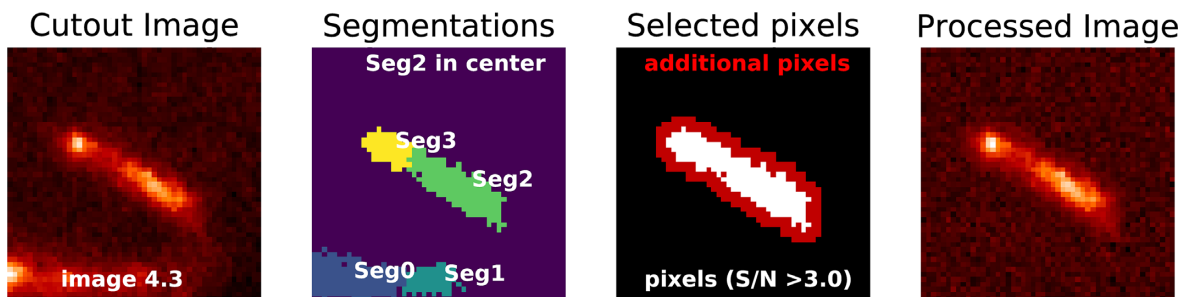 Cutout Image
Segmentations
Selected pixels
Processed Image
Seg2 in center
additional pixels
Seg3
Seg2
Seg0
Seg1
image 4.3
pixels (S/N >3.0)